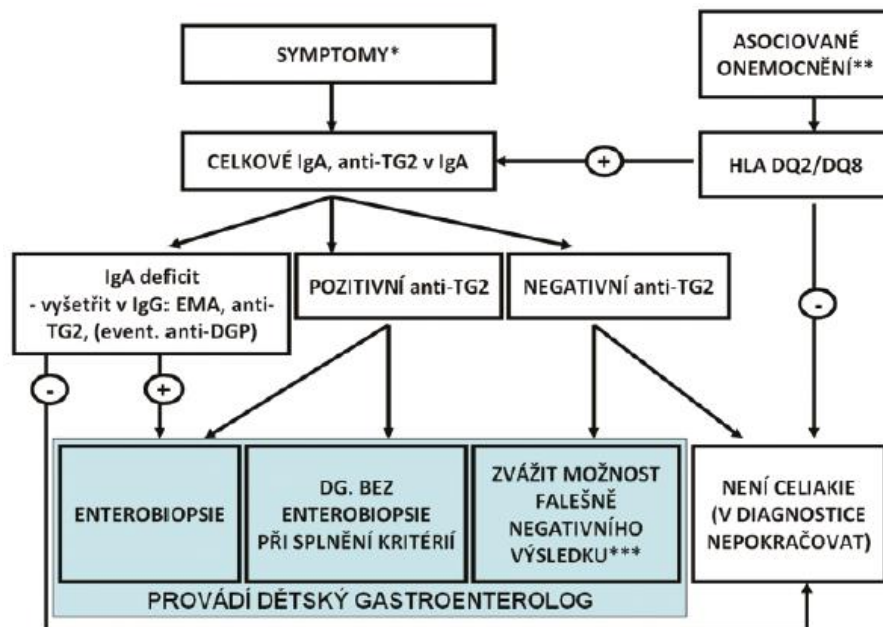 SYMPTOMY*
ASOCIOVANÉ
ONEMOCNĚNÍ**
CELKOVÉ IgA, anti-TG2 v IgA
+
HLA DQ2/DQ8
IgA deficit
- vyšetřit v IgG: EMA, anti-
TG2, (event. anti-DGP)
POZITIVNÍ anti-TG2
NEGATIVNÍ anti-TG2
-
-
+
ENTEROBIOPSIE
DG. BEZ
ENTEROBIOPSIE
PŘI SPLNĚNÍ KRITÉRIÍ
ZVÁŽIT MOŽNOST
FALEŠNĚ
NEGATIVNÍHO
VÝSLEDKU***
NENÍ CELIAKIE
(V DIAGNOSTICE
NEPOKRAČOVAT)
PROVÁDÍ DĚTSKÝ GASTROENTEROLOG